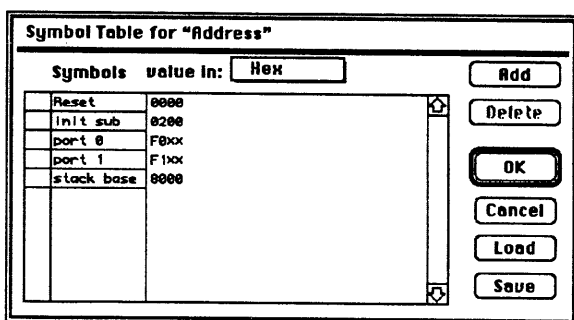 Symbol Table for "Address"
Symbols value in: Hex
Add
Delete
OK
Cancel
Load
Save
Reset 0000
init sub 0200
port 0 F0xx
port 1 F1xx
stack base 8000